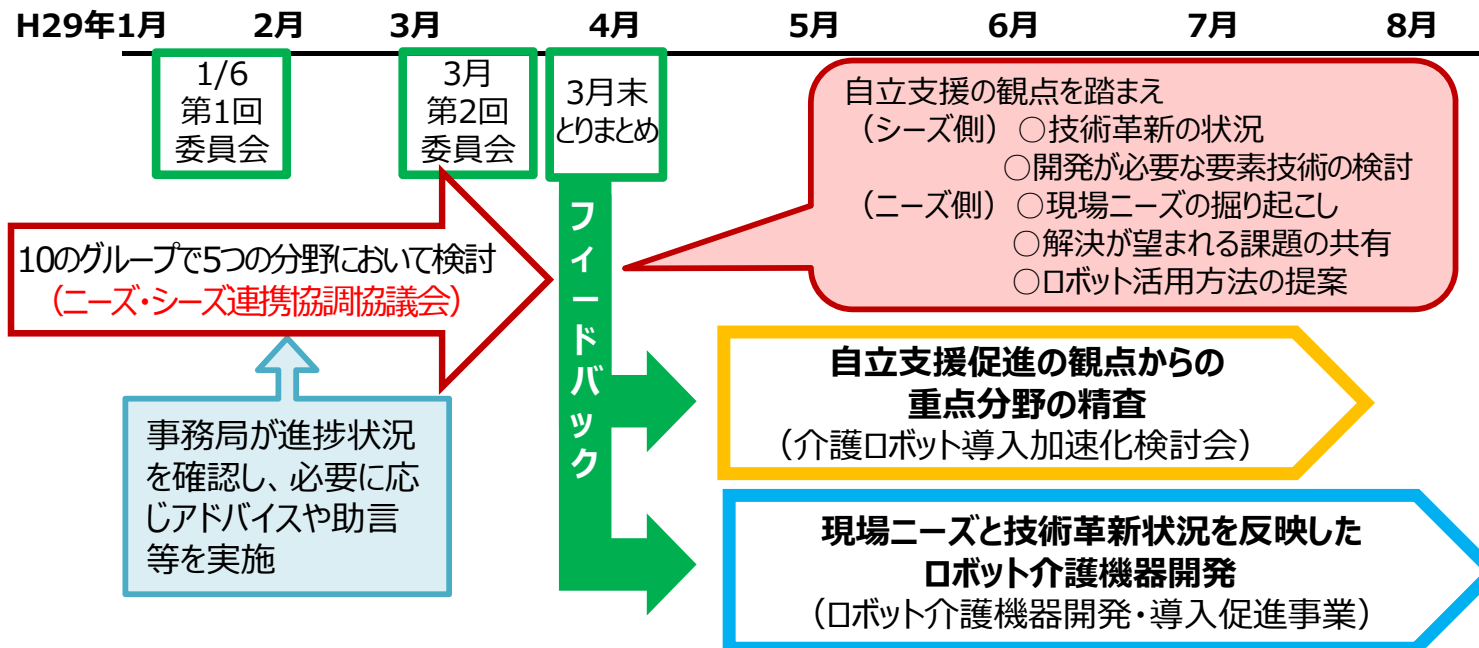 H29年1月 2月 3月 4月 5月 6月 7月 8月
1/6
第1回
委員会
3月
第2回
委員会
3月末
とりまとめ
自立支援の観点を踏まえ
（シーズ側）○技術革新の状況
○開発が必要な要素技術の検討
（ニーズ側）○現場ニーズの掘り起こし
○解決が望まれる課題の共有
○ロボット活用方法の提案
10のグループで5つの分野において検討
（ニーズ・シーズ連携協調協議会）
フィードバック
事務局が進捗状況
を確認し、必要に応
じアドバイスや助言
等を実施
自立支援促進の観点からの
重点分野の精査
（介護ロボット導入加速化検討会）
現場ニーズと技術革新状況を反映した
ロボット介護機器開発
（ロボット介護機器開発・導入促進事業）